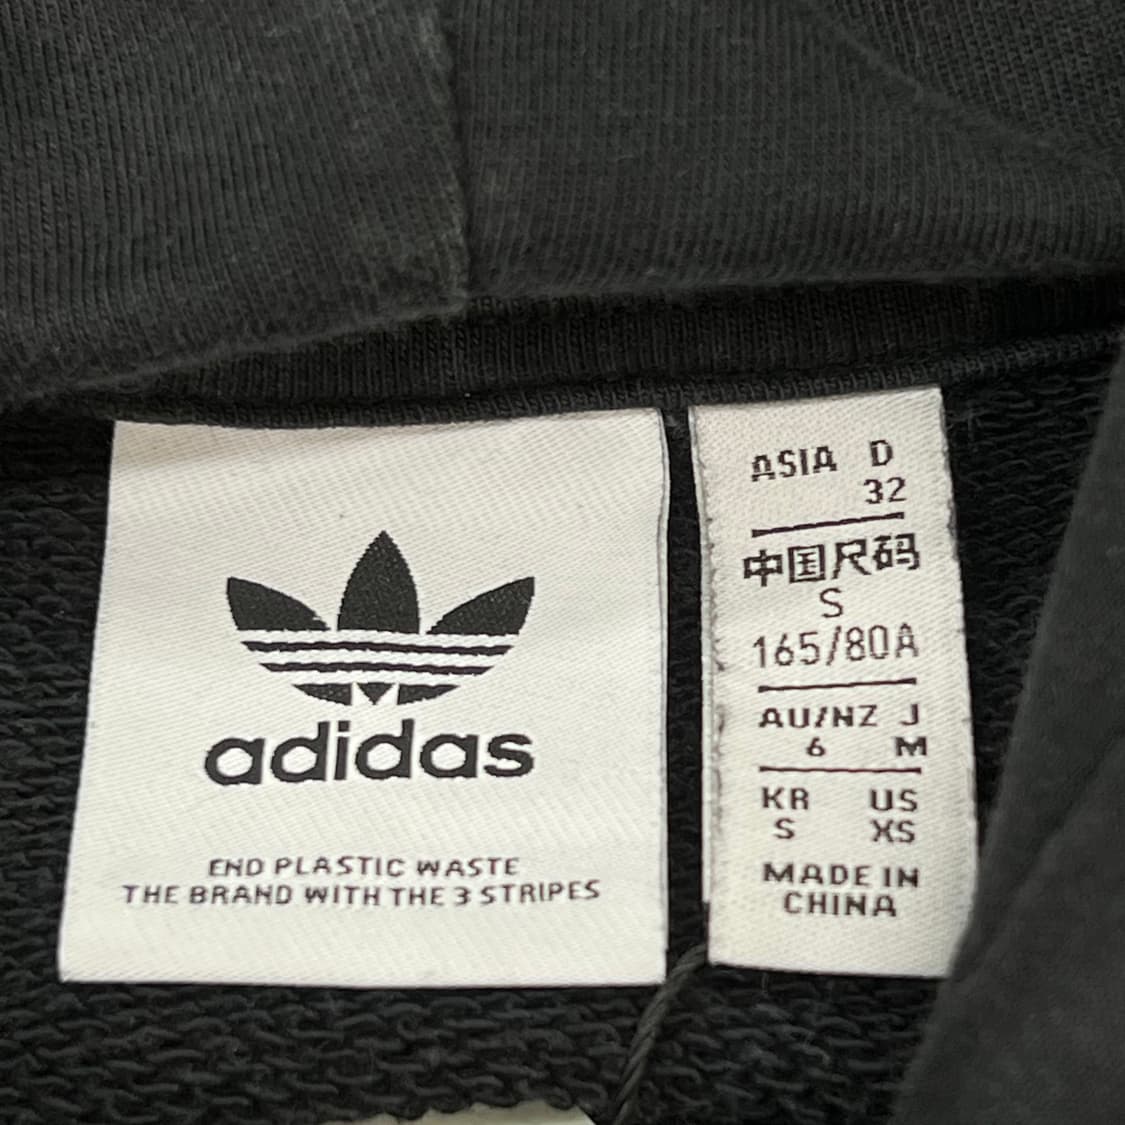 adidas
END PLASTIC WASTE
THE BRAND WITH THE 3 STRIPES
ASIA D
32
中国尺码
S
165/80A
AU/NZ J
6 M
KR US
S XS
MADE IN
CHINA